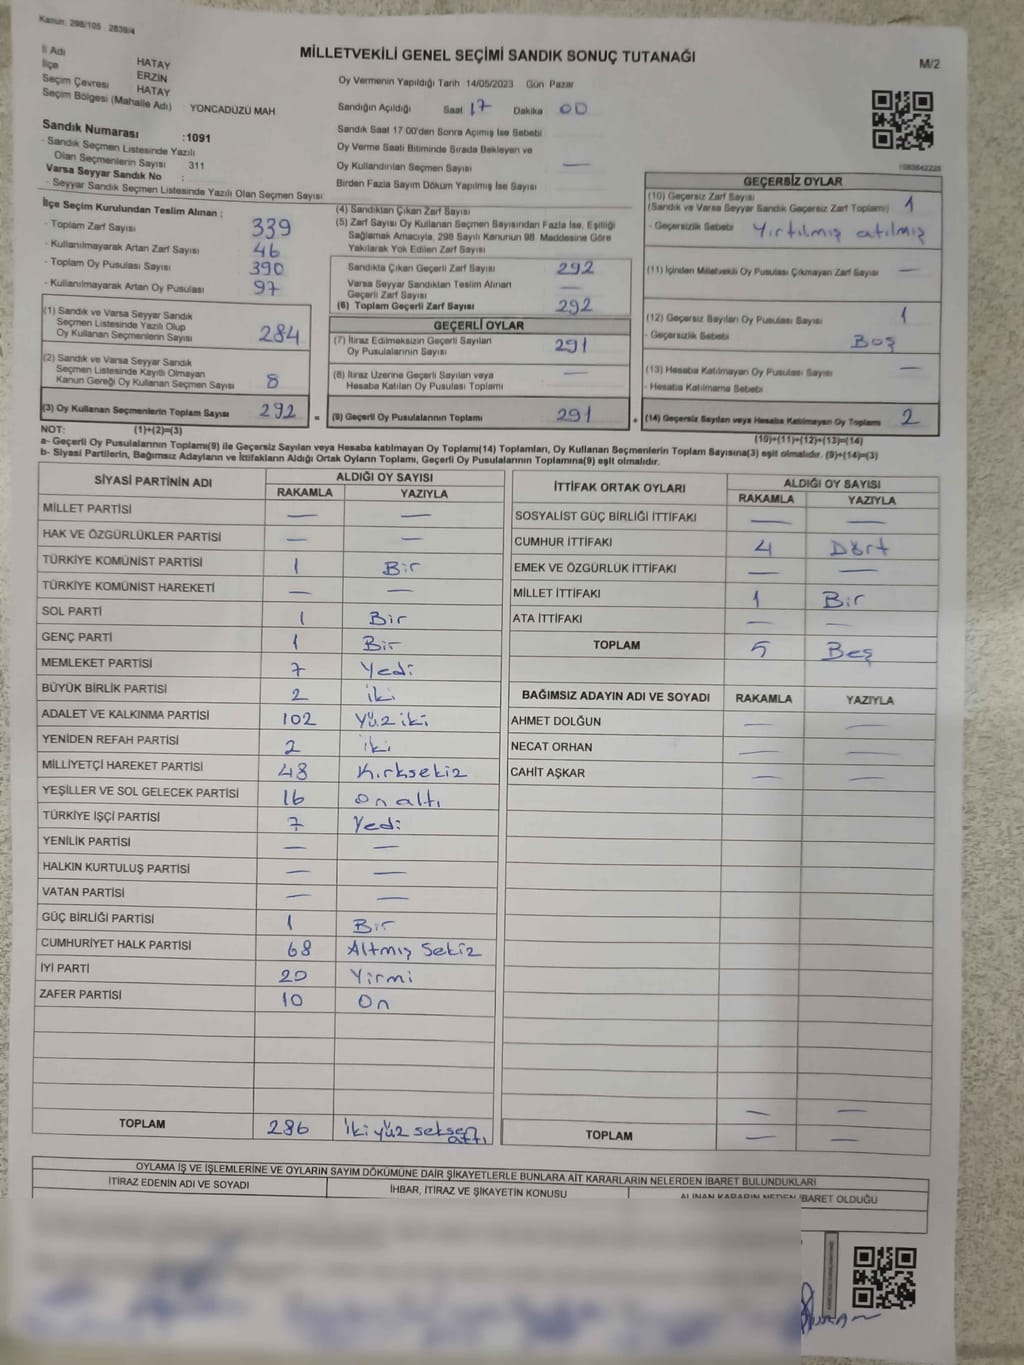 Kanun: 298/105 2839/4
MİLLETVEKİLİ GENEL SEÇİMİ SANDIK SONUÇ TUTANAĞI
M/2
İl Adı HATAY
İlçe ERZİN
Seçim Çevresi HATAY
Seçim Bölgesi (Mahalle Adı) : YONCADÜZÜ MAH
Sandık Numarası :1091
- Sandık Seçmen Listesinde Yazılı
Olan Seçmenlerin Sayısı 311
Varsa Seyyar Sandık No :
- Seyyar Sandık Seçmen Listesinde Yazılı Olan Seçmen Sayısı
Oy Vermenin Yapıldığı Tarih 14/05/2023 Gün Pazar
Sandığın Açıldığı Saat 17 Dakika 00
Sandık Saat 17.00'den Sonra Açımış İse Sebebi
Oy Verme Saati Bitiminde Sırada Bekleyen ve
Oy Kullandırılan Seçmen Sayısı —
Birden Fazla Sayım Döküm Yapılmış İse Sayısı
1083642225
İlçe Seçim Kurulundan Teslim Alınan ;
- Toplam Zarf Sayısı 339
- Kullanılmayarak Artan Zarf Sayısı 46
- Toplam Oy Pusulası Sayısı 390
- Kullanılmayarak Artan Oy Pusulası 97
(1) Sandık ve Varsa Seyyar Sandık
Seçmen Listesinde Yazılı Olup
Oy Kullanan Seçmenlerin Sayısı 284
(2) Sandık ve Varsa Seyyar Sandık
Seçmen Listesinde Kayıtlı Olmayan
Kanun Gereği Oy Kullanan Seçmen Sayısı 8
(3) Oy Kullanan Seçmenlerin Toplam Sayısı 292 =
(4) Sandıktan Çıkan Zarf Sayısı
(5) Zarf Sayısı Oy Kullanan Seçmen Sayısından Fazla İse, Eşitliği
Sağlamak Amacıyla, 298 Sayılı Kanunun 98. Maddesine Göre
Yakılarak Yok Edilen Zarf Sayısı
Sandıkta Çıkan Geçerli Zarf Sayısı 292
Varsa Seyyar Sandıktan Teslim Alınan
Geçerli Zarf Sayısı —
(6) Toplam Geçerli Zarf Sayısı 292
GEÇERLİ OYLAR
(7) İtiraz Edilmeksizin Geçerli Sayılan
Oy Pusulalarının Sayısı 291
(8) İtiraz Üzerine Geçerli Sayılan veya
Hesaba Katılan Oy Pusulası Toplamı —
(9) Geçerli Oy Pusulalarının Toplamı 291 +
GEÇERSİZ OYLAR
(10) Geçersiz Zarf Sayısı
(Sandık ve Varsa Seyyar Sandık Geçersiz Zarf Toplamı) 1
- Geçersizlik Sebebi Yırtılmış atılmış
(11) İçinden Milletvekili Oy Pusulası Çıkmayan Zarf Sayısı —
(12) Geçersiz Sayılan Oy Pusulası Sayısı 1
- Geçersizlik Sebebi Boş
(13) Hesaba Katılmayan Oy Pusulası Sayısı —
- Hesaba Katılmama Sebebi
(14) Geçersiz Sayılan veya Hesaba Katılmayan Oy Toplamı 2
NOT: (1)+(2)=(3)
(10)+(11)+(12)+(13)=(14)
a- Geçerli Oy Pusulalarının Toplamı(9) ile Geçersiz Sayılan veya Hesaba katılmayan Oy Toplamı(14) Toplamları, Oy Kullanan Seçmenlerin Toplam Sayısına(3) eşit olmalıdır. (9)+(14)=(3)
b- Siyasi Partilerin, Bağımsız Adayların ve İttifakların Aldığı Ortak Oyların Toplamı, Geçerli Oy Pusulalarının Toplamına(9) eşit olmalıdır.
SİYASİ PARTİNİN ADI ALDIĞI OY SAYISI
RAKAMLA YAZIYLA
MİLLET PARTİSİ — —
HAK VE ÖZGÜRLÜKLER PARTİSİ — —
TÜRKİYE KOMÜNİST PARTİSİ 1 Bir
TÜRKİYE KOMÜNİST HAREKETİ — —
SOL PARTİ 1 Bir
GENÇ PARTİ 1 Bir
MEMLEKET PARTİSİ 7 Yedi
BÜYÜK BİRLİK PARTİSİ 2 iki
ADALET VE KALKINMA PARTİSİ 102 Yüz iki
YENİDEN REFAH PARTİSİ 2 iki
MİLLİYETÇİ HAREKET PARTİSİ 48 Kırksekiz
YEŞİLLER VE SOL GELECEK PARTİSİ 16 on altı
TÜRKİYE İŞÇİ PARTİSİ 7 Yedi
YENİLİK PARTİSİ — —
HALKIN KURTULUŞ PARTİSİ — —
VATAN PARTİSİ — —
GÜÇ BİRLİĞİ PARTİSİ 1 Bir
CUMHURİYET HALK PARTİSİ 68 Altmış Sekiz
İYİ PARTİ 20 Yirmi
ZAFER PARTİSİ 10 On
TOPLAM 286 iki yüz seksen altı
İTTİFAK ORTAK OYLARI ALDIĞI OY SAYISI
RAKAMLA YAZIYLA
SOSYALİST GÜÇ BİRLİĞİ İTTİFAKI — —
CUMHUR İTTİFAKI 4 Dört
EMEK VE ÖZGÜRLÜK İTTİFAKI — —
MİLLET İTTİFAKI 1 Bir
ATA İTTİFAKI — —
TOPLAM 5 Beş
BAĞIMSIZ ADAYIN ADI VE SOYADI RAKAMLA YAZIYLA
AHMET DOLĞUN — —
NECAT ORHAN — —
CAHİT AŞKAR — —
— —
TOPLAM — —
OYLAMA İŞ VE İŞLEMLERİNE VE OYLARIN SAYIM DÖKÜMÜNE DAİR ŞİKAYETLERLE BUNLARA AİT KARARLARIN NELERDEN İBARET BULUNDUKLARI
İTİRAZ EDENİN ADI VE SOYADI İHBAR, İTİRAZ VE ŞİKAYETİN KONUSU ALINAN KARARIN NEDEN İBARET OLDUĞU